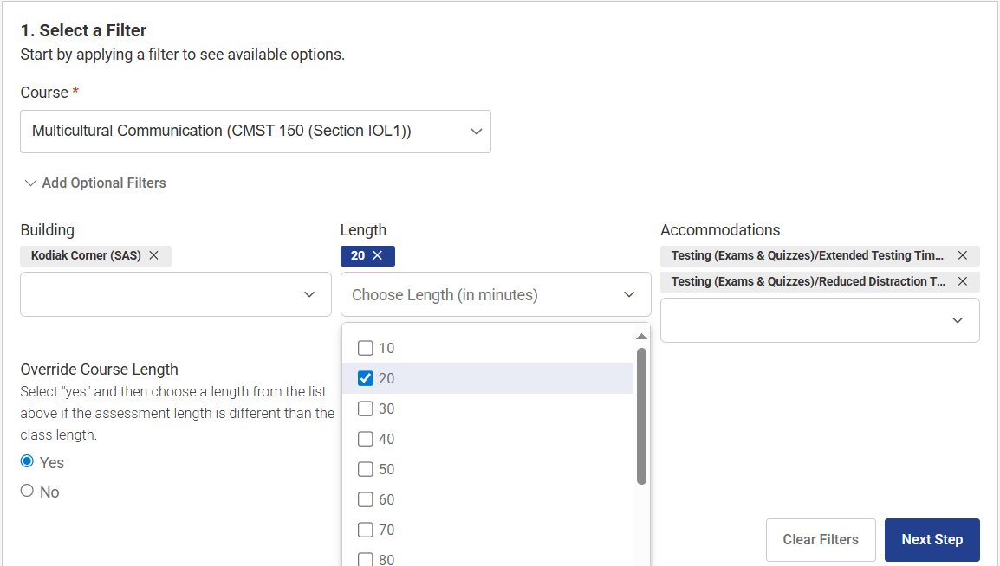 1. Select a Filter
Start by applying a filter to see available options.
Course *
Multicultural Communication (CMST 150 (Section IOL1))
Add Optional Filters
Building
Kodiak Corner (SAS) ×
Length
20 ×
Choose Length (in minutes)
10
20
30
40
50
60
70
80
Accommodations
Testing (Exams & Quizzes)/Extended Testing Tim... ×
Testing (Exams & Quizzes)/Reduced Distraction T... ×
Override Course Length
Select "yes" and then choose a length from the list
above if the assessment length is different than the
class length.
Yes
No
Clear Filters
Next Step